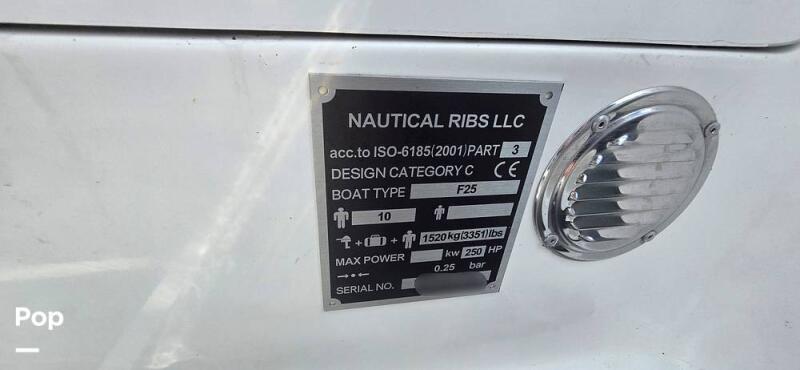 NAUTICAL RIBS LLC
acc.to ISO-6185(2001)PART 3
DESIGN CATEGORY C CE
BOAT TYPE F25
10
+ + 1520kg(3351)lbs
MAX POWER kw 250 HP
0.25 bar
SERIAL NO.
Pop